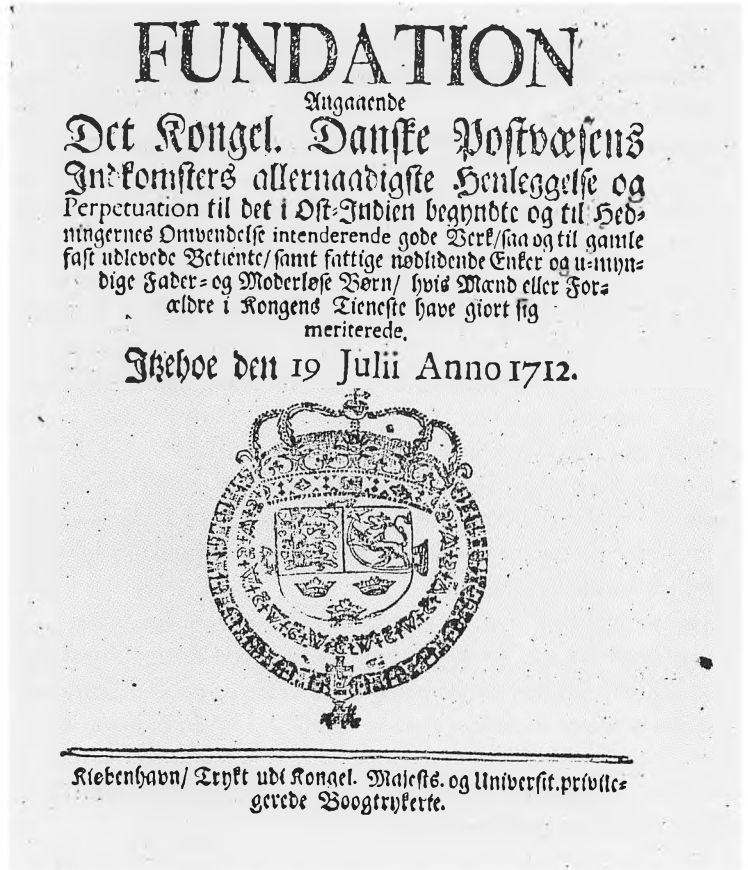 FUNDATION
Angaaende
Det Kongel. Danske Postvæsens
Indkomsters allernaadigste Henleggelse og
Perpetuation til det i Ost-Indien begyndte og til Hed-
ningernes Omvendelse intenderende gode Verk/saa og til gamle
fast udlevede Betiente/ samt fattige nødlidende Enker og u-myn-
dige Fader- og Moderløse Børn/ hvis Mænd eller For-
ældre i Kongens Tieneste have giort sig
meriterede.
Itzehoe den 19 Julii Anno 1712.
Kiøbenhavn/ Trykt udi Kongel. Majests. og Universit. privile-
gerede Bogtrykerie.